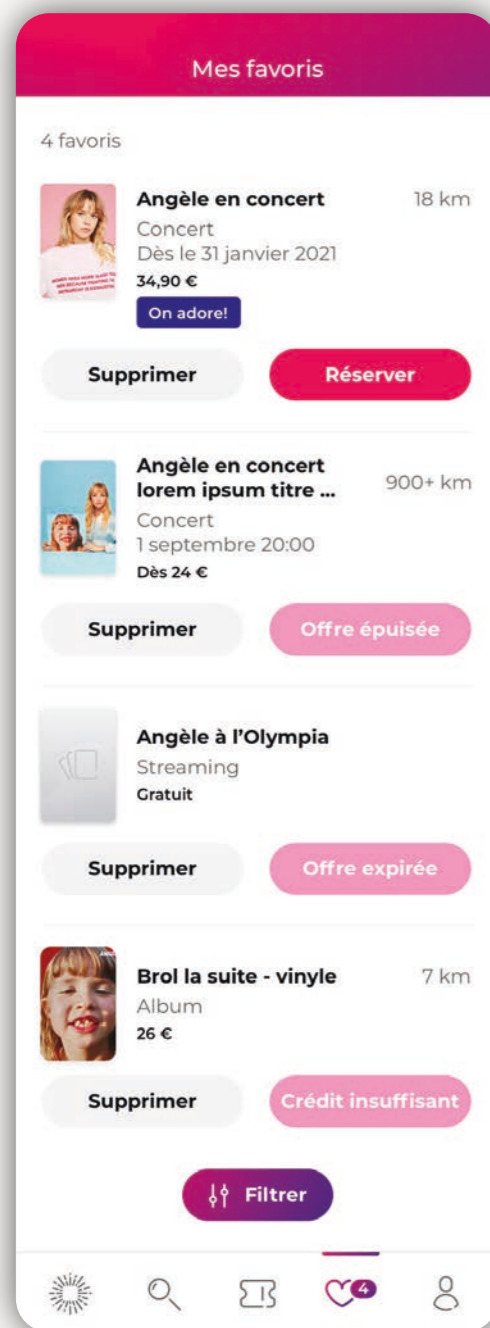 Mes favoris
4 favoris
Angèle en concert
18 km
Concert
Dès le 31 janvier 2021
34,90 €
On adore!
Supprimer
Réserver
Angèle en concert
lorem ipsum titre ...
900+ km
Concert
1 septembre 20:00
Dès 24 €
Supprimer
Offre épuisée
Angèle à l'Olympia
Streaming
Gratuit
Supprimer
Offre expirée
Brol la suite - vinyle
7 km
Album
26 €
Supprimer
Crédit insuffisant
Filtrer
4